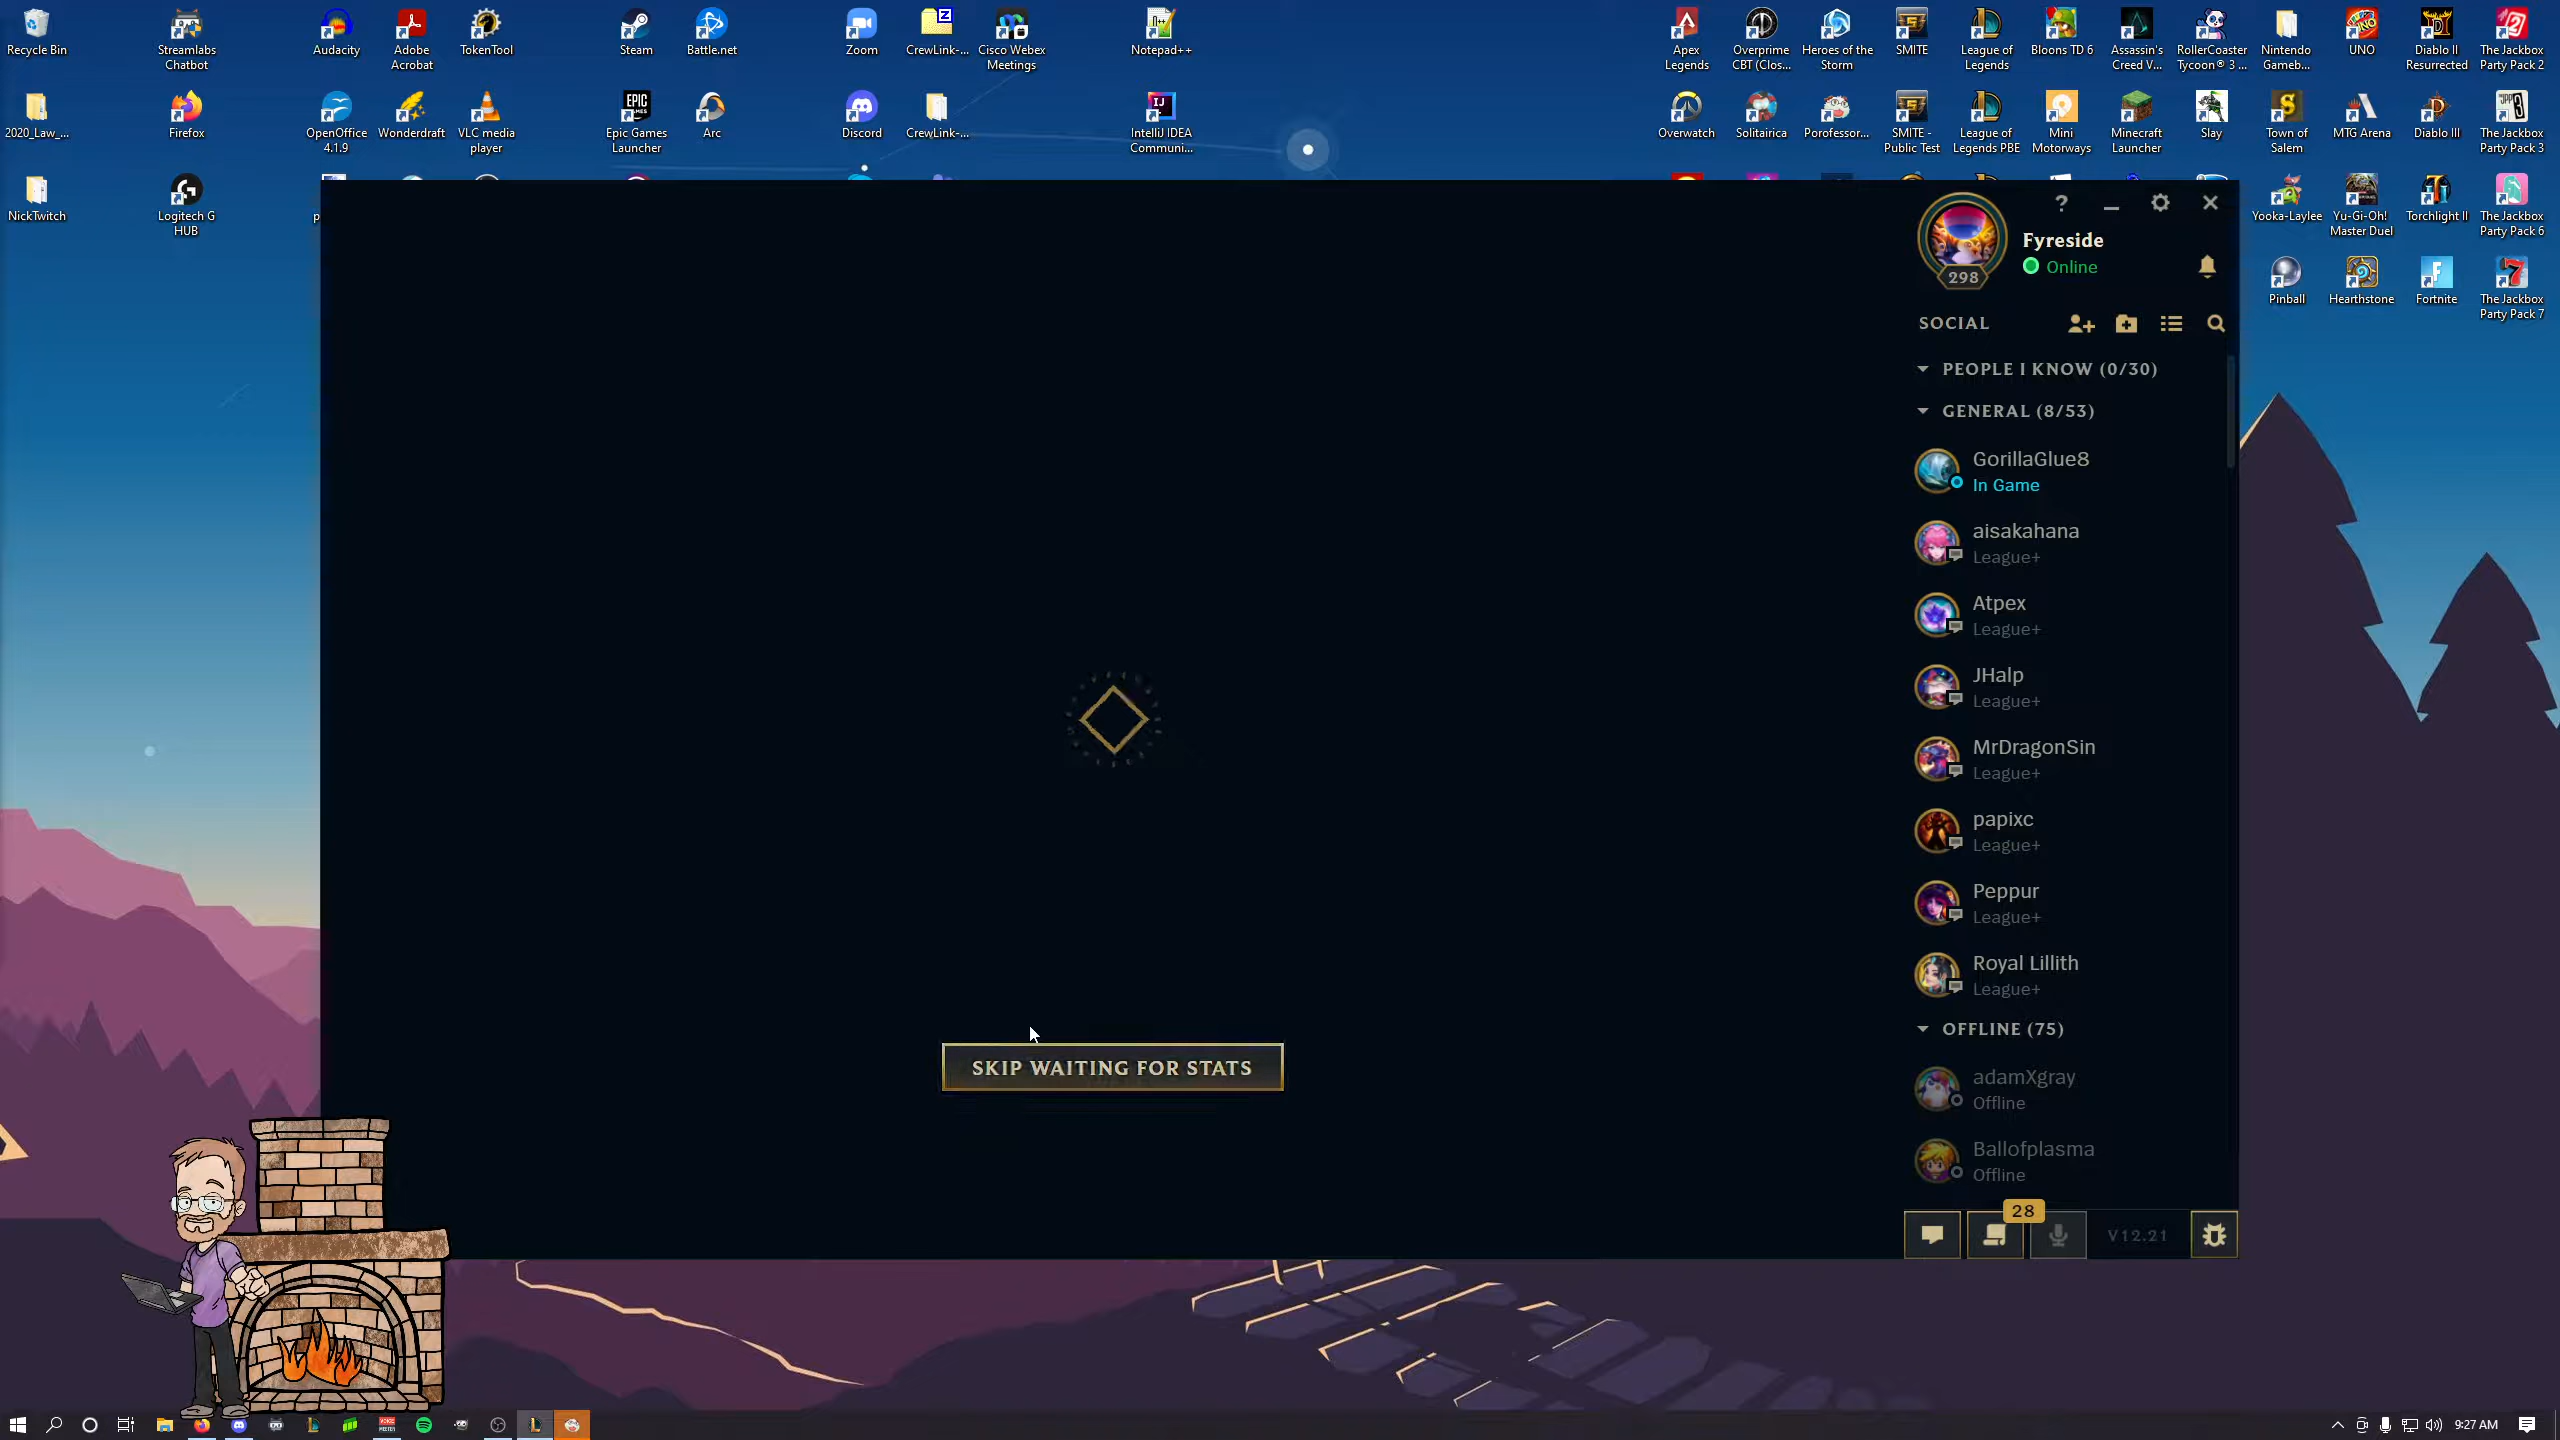 Recycle Bin
Streamlabs Chatbot
Audacity
Adobe Acrobat
TokenTool
Steam
Battle.net
Zoom
CrewLink-...
Cisco Webex Meetings
Notepad++
Apex Legends
Overprime CBT (Clos...
Heroes of the Storm
SMITE
League of Legends
Bloons TD 6
Assassin's Creed V...
RollerCoaster Tycoon® 3 ...
Nintendo Gameb...
UNO
Diablo II Resurrected
The Jackbox Party Pack 2
2020_Law_...
Firefox
OpenOffice 4.1.9
Wonderdraft
VLC media player
Epic Games Launcher
Arc
Discord
CrewLink-...
IntelliJ IDEA Communi...
Overwatch
Solitairica
Porofessor...
SMITE - Public Test
League of Legends PBE
Mini Motorways
Minecraft Launcher
Slay
Town of Salem
MTG Arena
Diablo III
The Jackbox Party Pack 3
NickTwitch
Logitech G HUB
Yooka-Laylee
Yu-Gi-Oh! Master Duel
Torchlight II
The Jackbox Party Pack 6
Pinball
Hearthstone
Fortnite
The Jackbox Party Pack 7
Fyreside
Online
298
SOCIAL
PEOPLE I KNOW (0/30)
GENERAL (8/53)
GorillaGlue8
In Game
aisakahana
League+
Atpex
League+
JHalp
League+
MrDragonSin
League+
papixc
League+
Peppur
League+
Royal Lillith
League+
OFFLINE (75)
adamXgray
Offline
Ballofplasma
Offline
28
V12.21
SKIP WAITING FOR STATS
9:27 AM